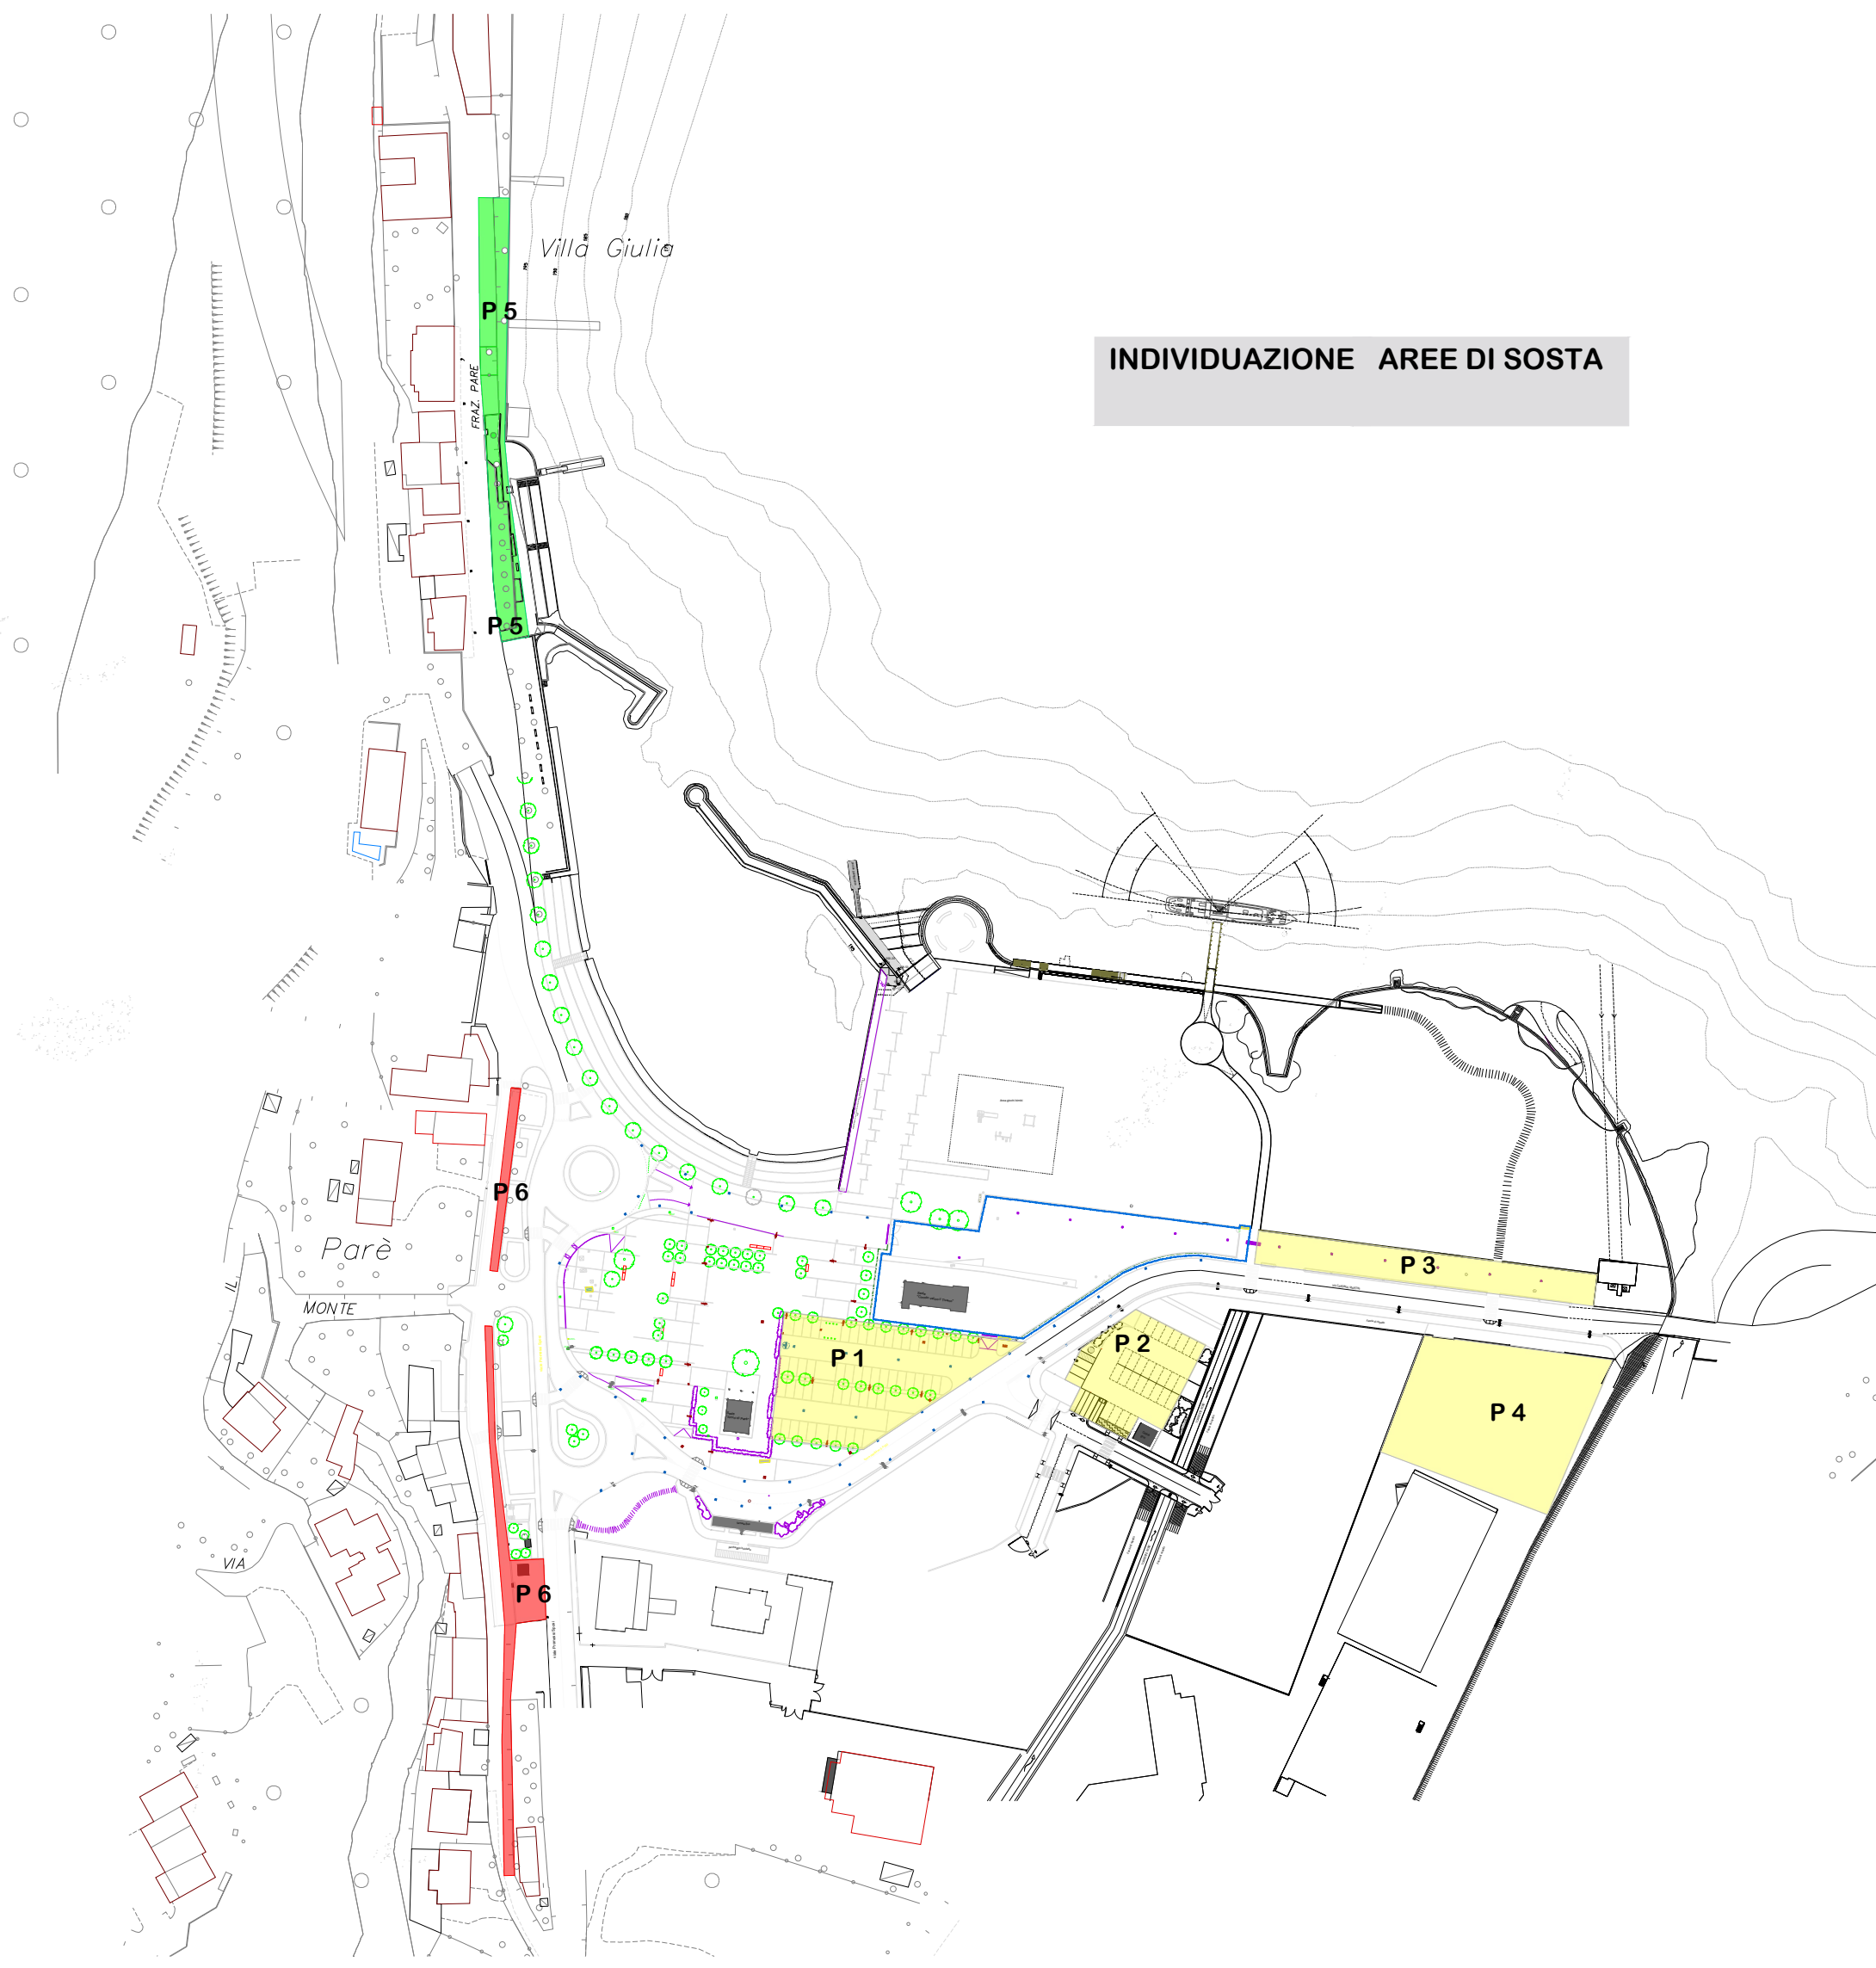 Villa Giulia
P 5
INDIVIDUAZIONE AREE DI SOSTA
FRAZ. PARE'
P 5
P 6
Parè
P 3
IL
MONTE
P 1
P 2
P 4
VIA
P 6